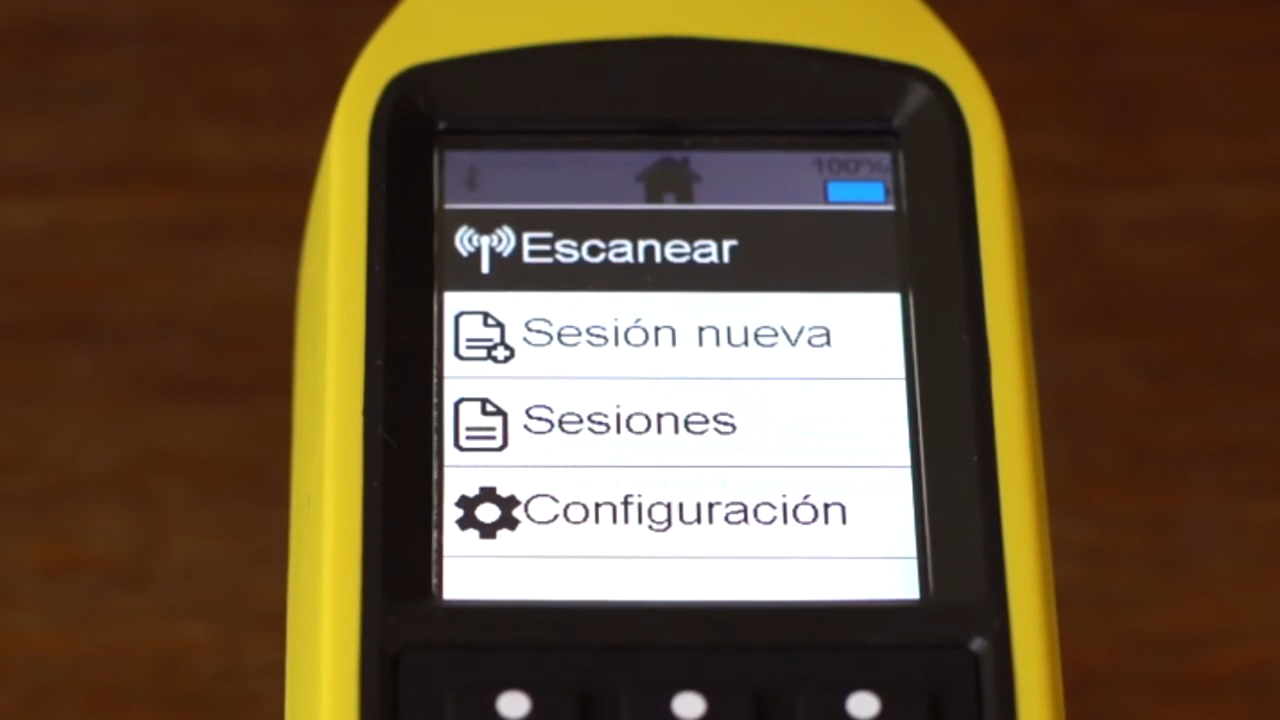 100%
Escanear
Sesión nueva
Sesiones
Configuración